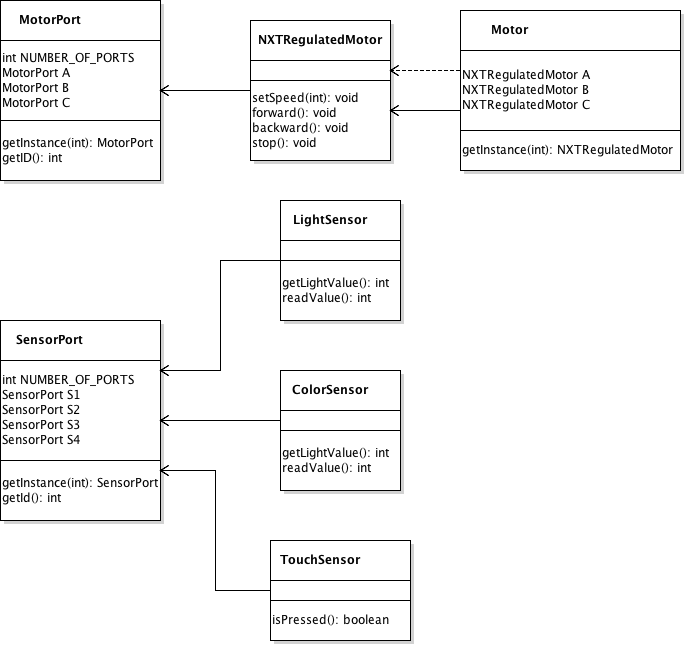 MotorPort
int NUMBER_OF_PORTS
MotorPort A
MotorPort B
MotorPort C
getInstance(int): MotorPort
getID(): int
NXTRegulatedMotor
setSpeed(int): void
forward(): void
backward(): void
stop(): void
Motor
NXTRegulatedMotor A
NXTRegulatedMotor B
NXTRegulatedMotor C
getInstance(int): NXTRegulatedMotor
LightSensor
getLightValue(): int
readValue(): int
SensorPort
int NUMBER_OF_PORTS
SensorPort S1
SensorPort S2
SensorPort S3
SensorPort S4
getInstance(int): SensorPort
getId(): int
ColorSensor
getLightValue(): int
readValue(): int
TouchSensor
isPressed(): boolean